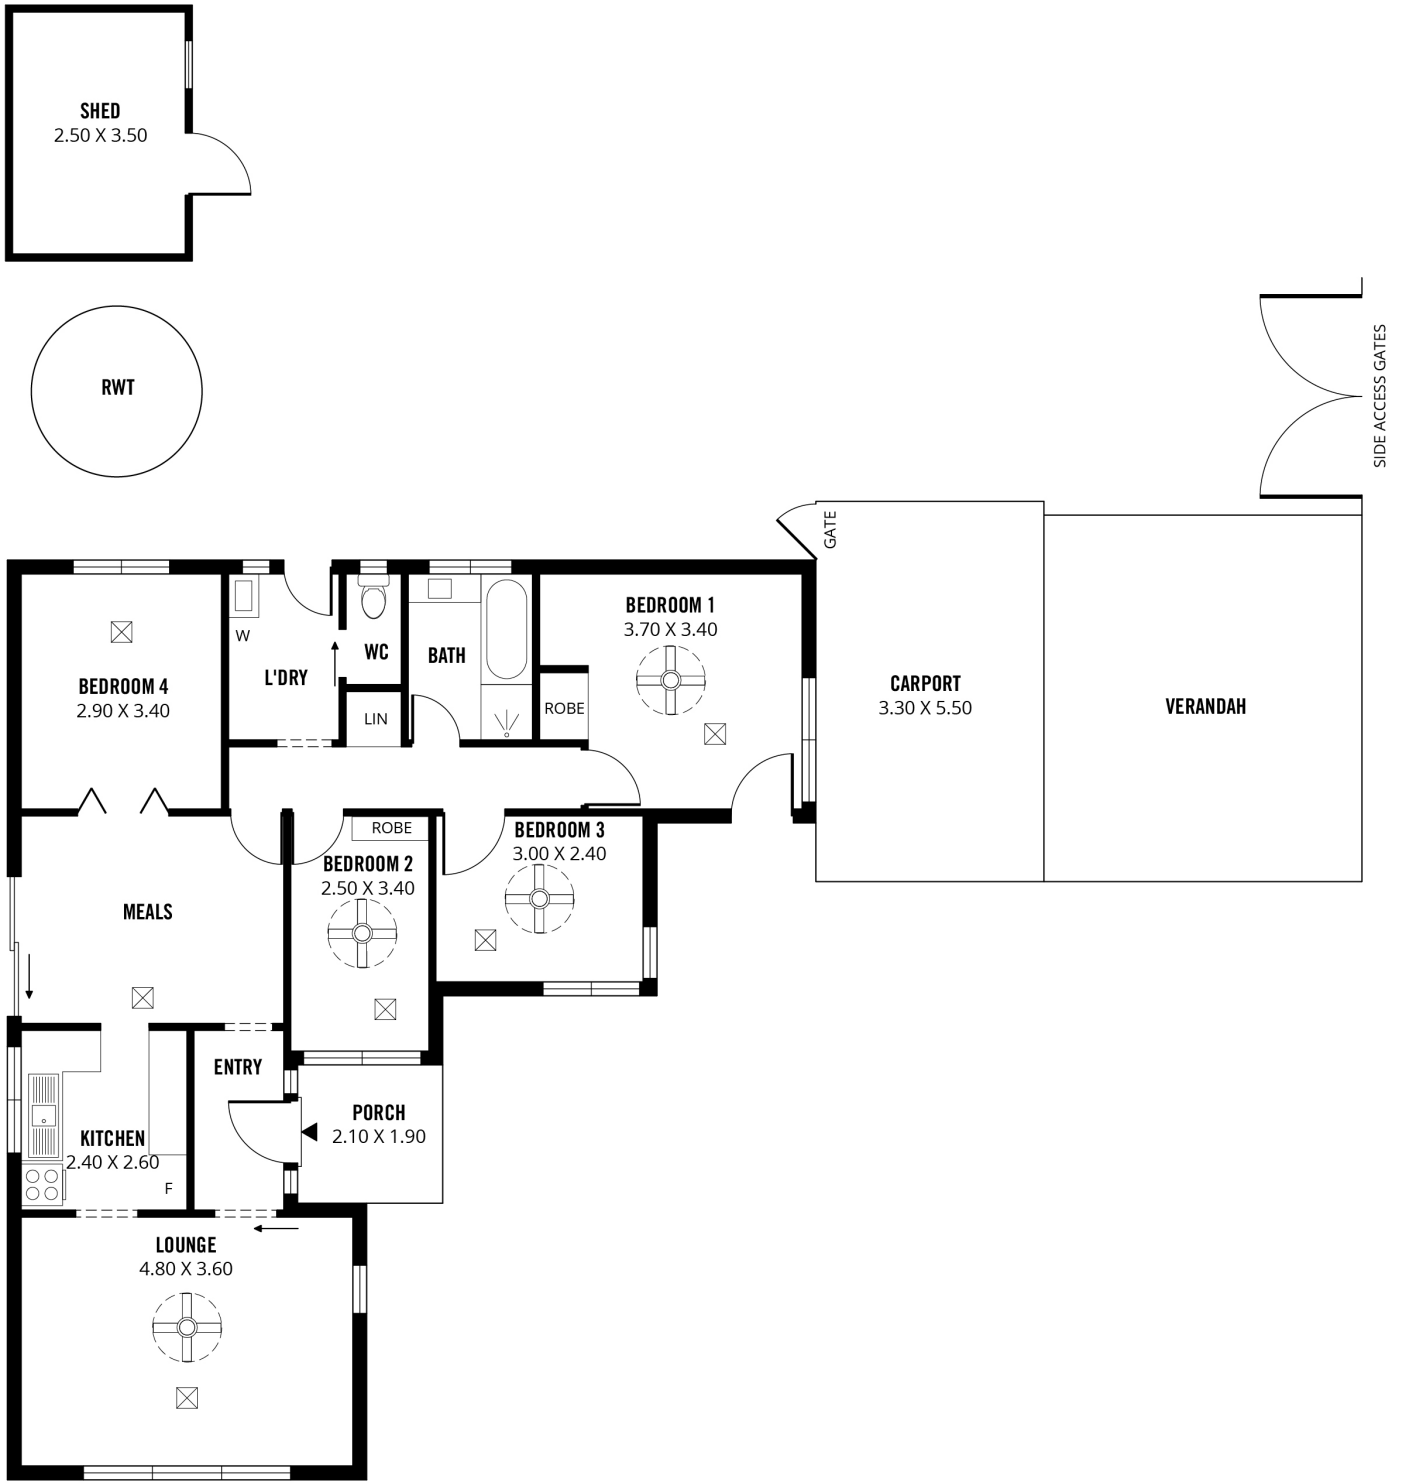 SHED
2.50 X 3.50
RWT
SIDE ACCESS GATES
GATE
BEDROOM 1
3.70 X 3.40
W
WC
BATH
L'DRY
BEDROOM 4
2.90 X 3.40
CARPORT
3.30 X 5.50
VERANDAH
ROBE
LIN
ROBE
BEDROOM 3
3.00 X 2.40
BEDROOM 2
2.50 X 3.40
MEALS
ENTRY
PORCH
2.10 X 1.90
KITCHEN
2.40 X 2.60
F
LOUNGE
4.80 X 3.60